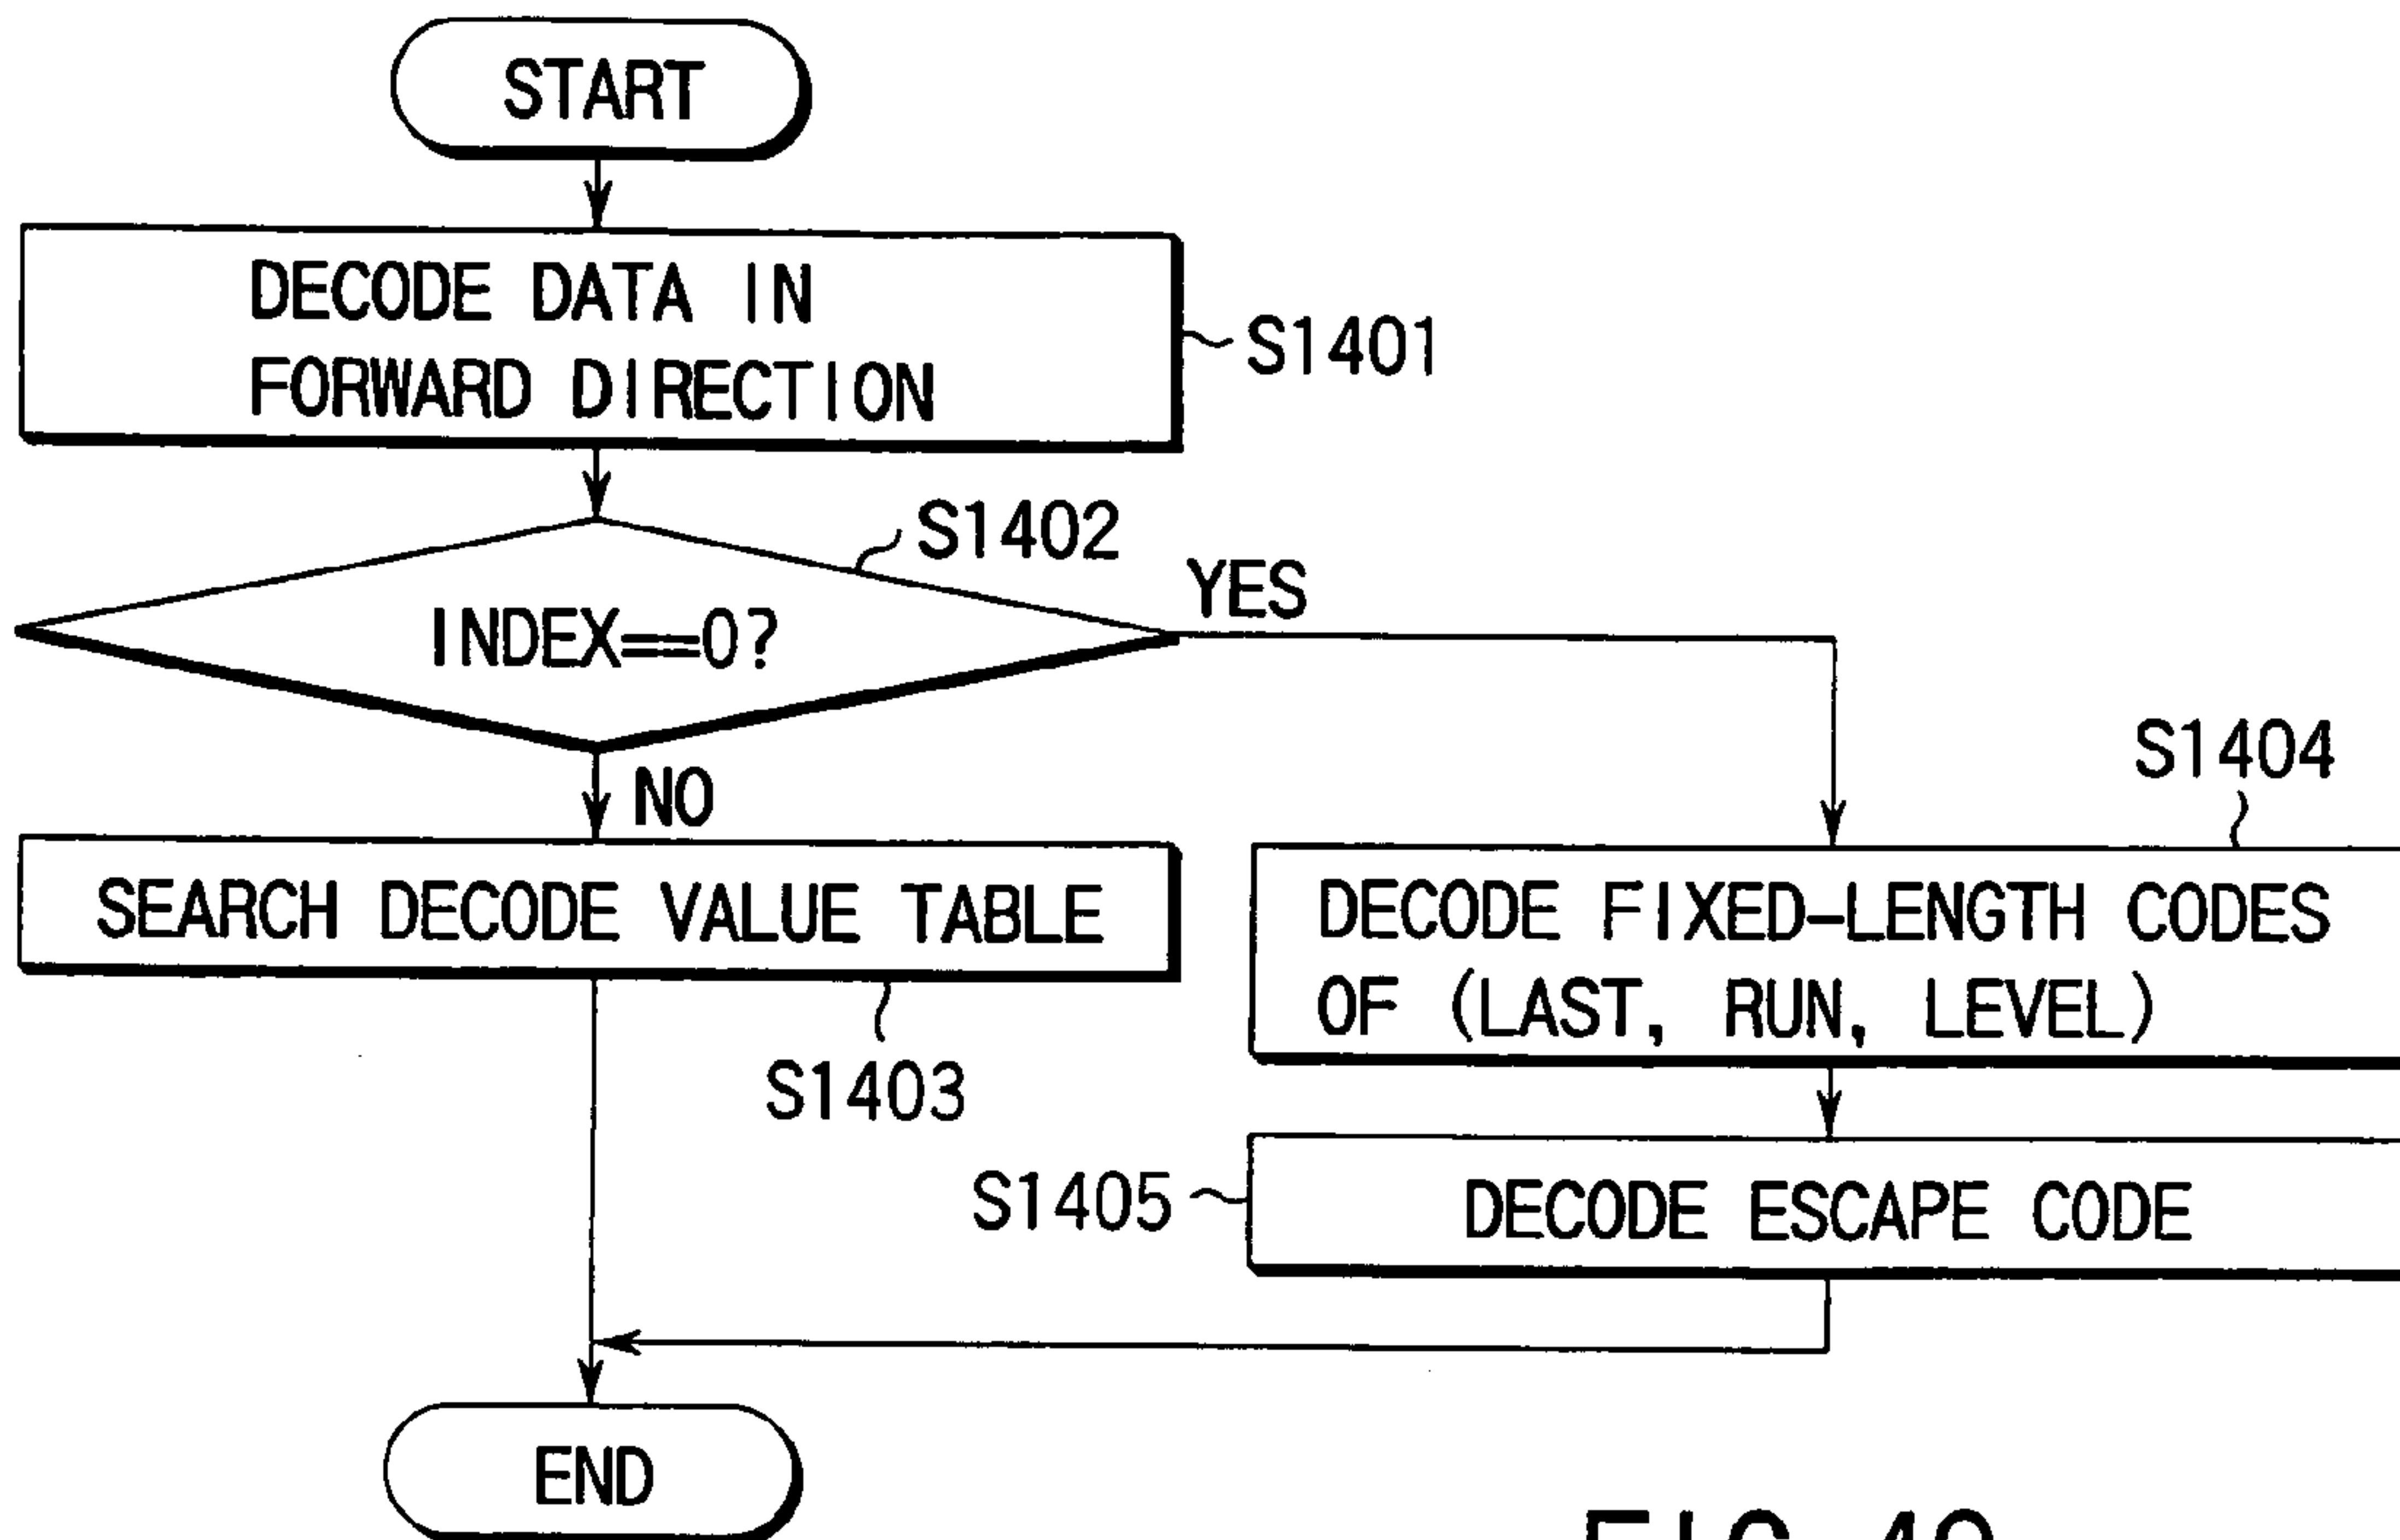 START
DECODE DATA IN
FORWARD DIRECTION
S1401
S1402
INDEX==0?
YES
NO
S1404
SEARCH DECODE VALUE TABLE
S1403
DECODE FIXED-LENGTH CODES
OF (LAST, RUN, LEVEL)
S1405
DECODE ESCAPE CODE
END